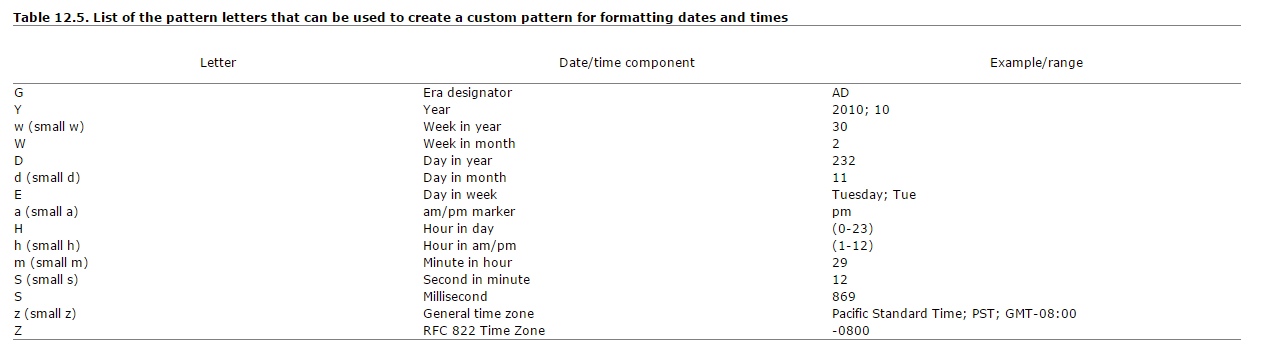 Table 12.5. List of the pattern letters that can be used to create a custom pattern for formatting dates and times
Letter Date/time component Example/range
G Era designator AD
Y Year 2010; 10
w (small w) Week in year 30
W Week in month 2
D Day in year 232
d (small d) Day in month 11
E Day in week Tuesday; Tue
a (small a) am/pm marker pm
H Hour in day (0-23)
h (small h) Hour in am/pm (1-12)
m (small m) Minute in hour 29
S (small s) Second in minute 12
S Millisecond 869
z (small z) General time zone Pacific Standard Time; PST; GMT-08:00
Z RFC 822 Time Zone -0800